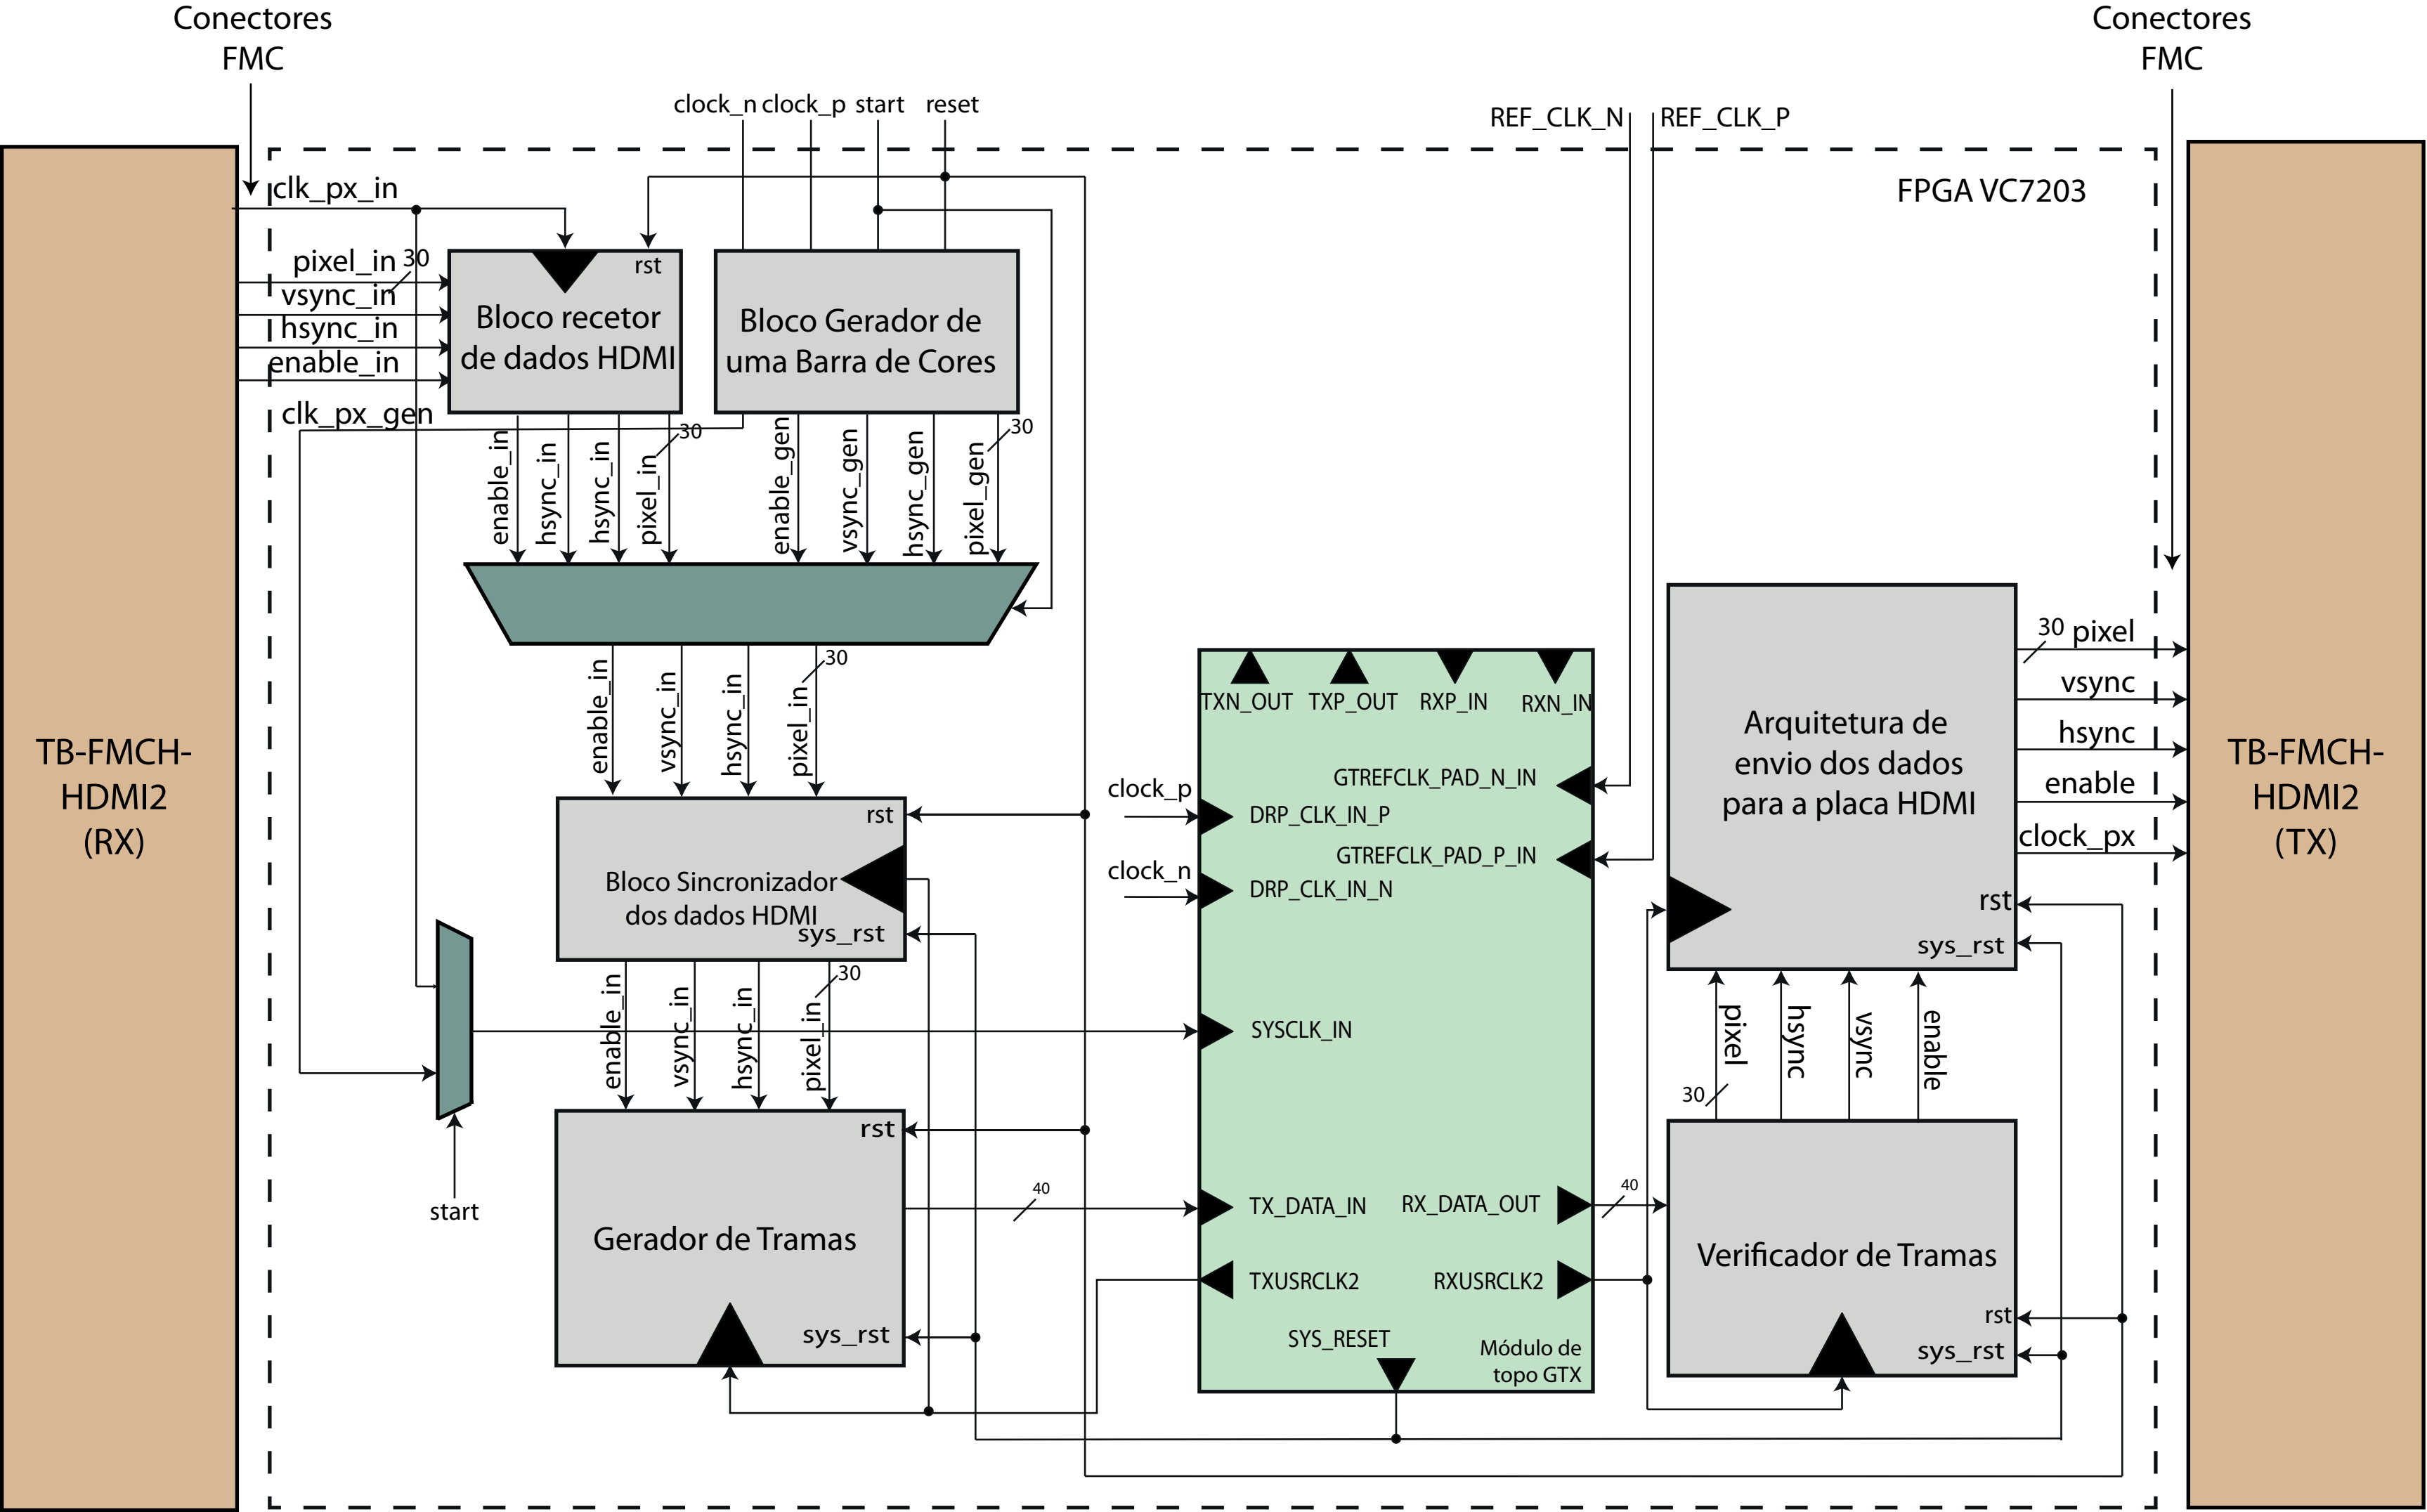 Conectores
FMC
Conectores
FMC
clock_n
clock_p
start
reset
REF_CLK_N
REF_CLK_P
FPGA VC7203
clk_px_in
pixel_in
30
vsync_in
hsync_in
enable_in
clk_px_gen
rst
Bloco recetor
de dados HDMI
Bloco Gerador de
uma Barra de Cores
enable_in
hsync_in
hsync_in
pixel_in
30
enable_gen
vsync_gen
hsync_gen
pixel_gen
30
enable_in
vsync_in
hsync_in
pixel_in
30
TB-FMCH-
HDMI2
(RX)
rst
Bloco Sincronizador
dos dados HDMI
sys_rst
enable_in
vsync_in
hsync_in
pixel_in
30
start
rst
Gerador de Tramas
sys_rst
40
clock_p
clock_n
TXN_OUT
TXP_OUT
RXP_IN
RXN_IN
GTREFCLK_PAD_N_IN
DRP_CLK_IN_P
GTREFCLK_PAD_P_IN
DRP_CLK_IN_N
SYSCLK_IN
TX_DATA_IN
RX_DATA_OUT
TXUSRCLK2
RXUSRCLK2
SYS_RESET
Módulo de
topo GTX
40
Arquitetura de
envio dos dados
para a placa HDMI
rst
sys_rst
30
pixel
vsync
hsync
enable
clock_px
pixel
hsync
vsync
enable
30
Verificador de Tramas
rst
sys_rst
TB-FMCH-
HDMI2
(TX)